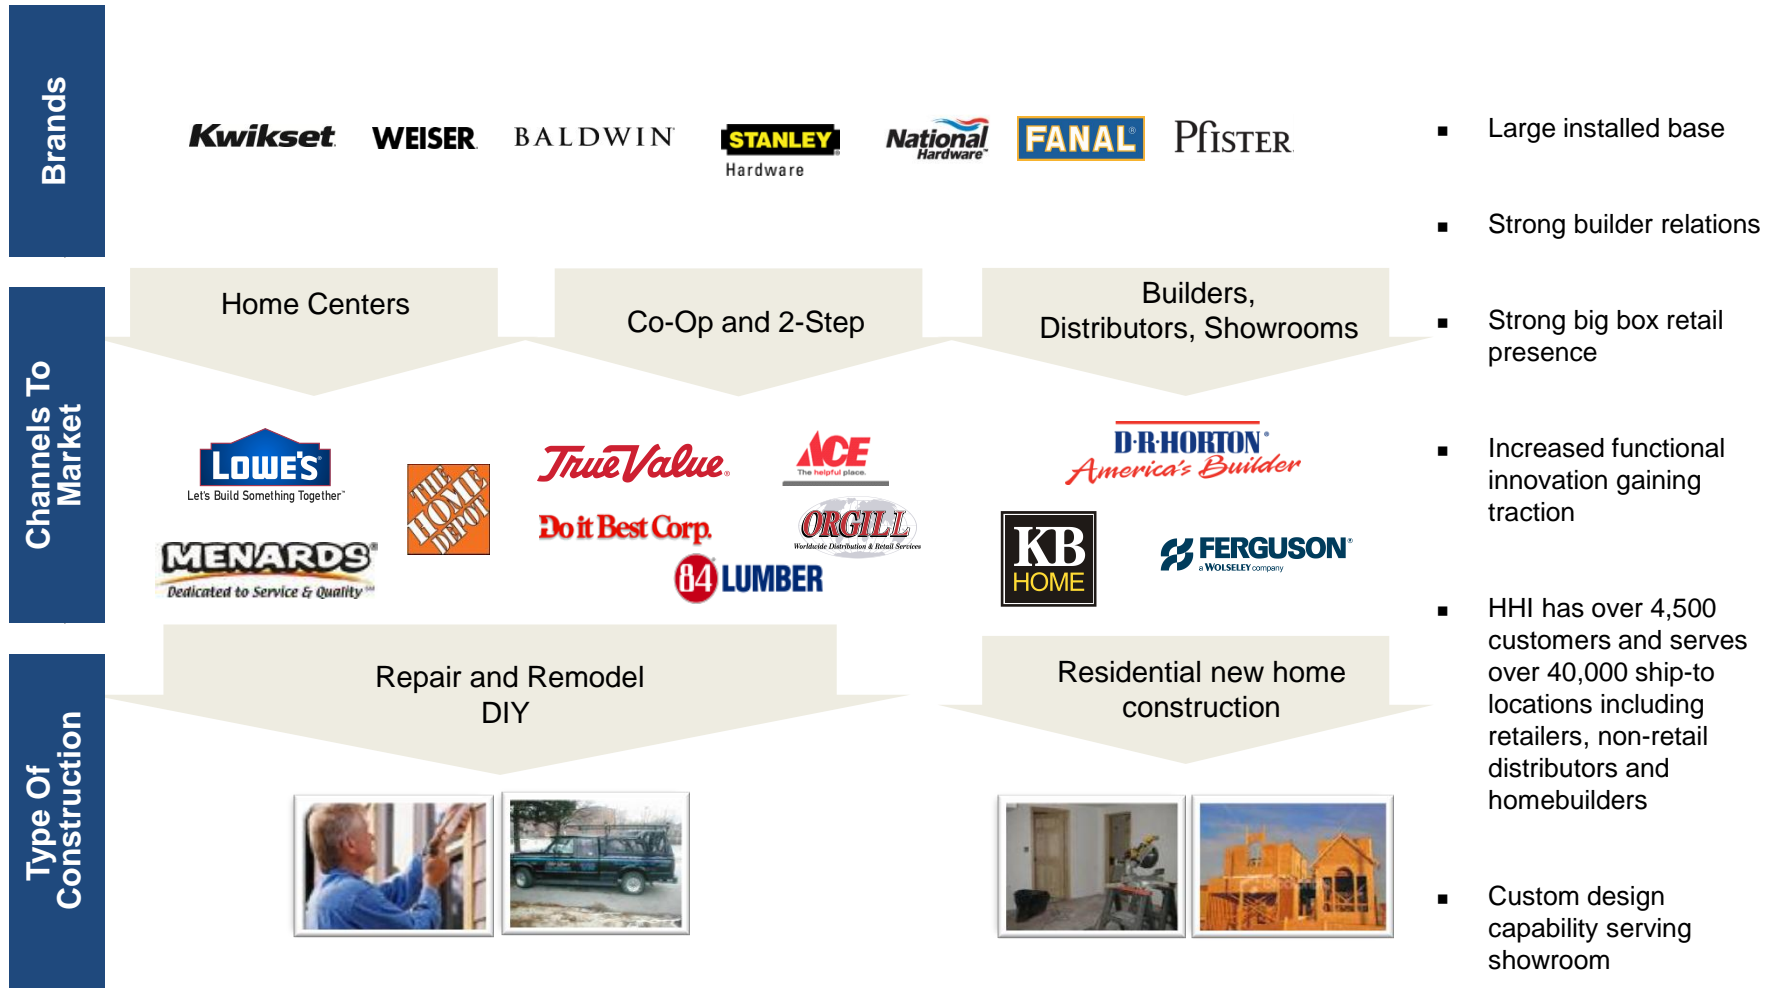 Brands
Kwikset
WEISER
BALDWIN
STANLEY
Hardware
National
Hardware™
FANAL®
Pfister
Channels To
Market
Home Centers
Co-Op and 2-Step
Builders,
Distributors, Showrooms
LOWE'S
Let's Build Something Together™
THE
HOME
DEPOT
MENARDS®
Dedicated to Service & Quality℠
True Value®
ACE
The helpful place.
Do it Best Corp.
ORGILL
Worldwide Distribution & Retail Services
84 LUMBER
D·R·HORTON®
America's Builder
KB
HOME
FERGUSON®
a WOLSELEY company
Type Of
Construction
Repair and Remodel
DIY
Residential new home
construction
▪ Large installed base
▪ Strong builder relations
▪ Strong big box retail
presence
▪ Increased functional
innovation gaining
traction
▪ HHI has over 4,500
customers and serves
over 40,000 ship-to
locations including
retailers, non-retail
distributors and
homebuilders
▪ Custom design
capability serving
showroom